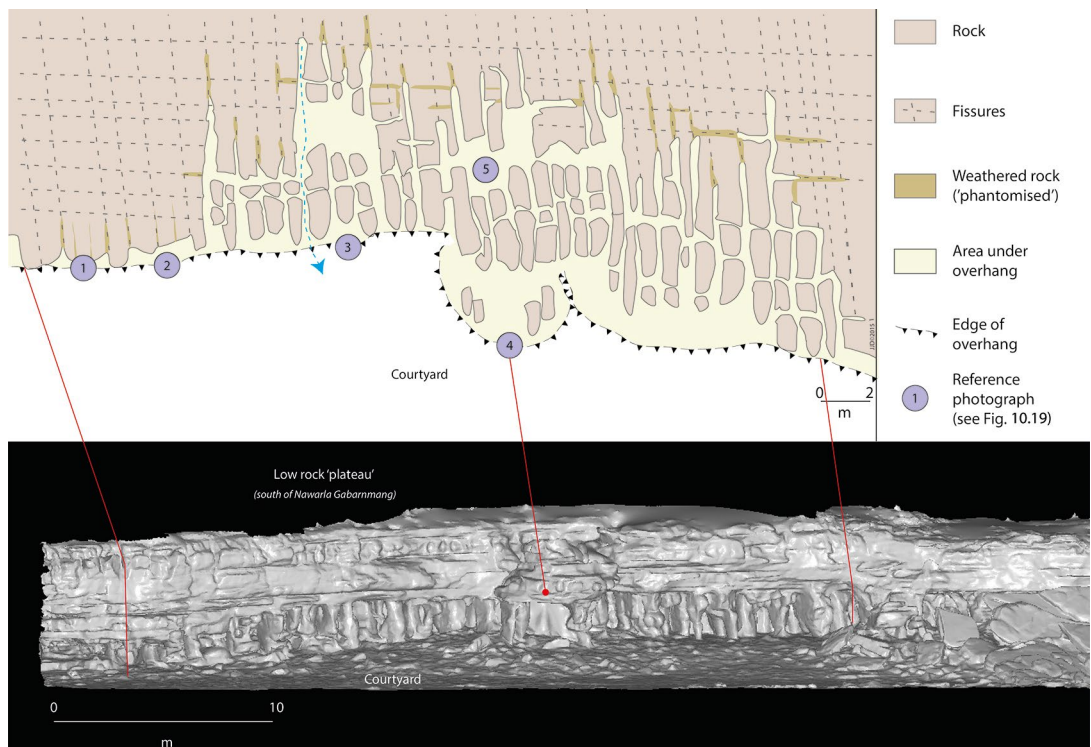 Rock
Fissures
Weathered rock
('phantomised')
Area under
overhang
Edge of
overhang
1
Reference
photograph
(see Fig. 10.19)
1
2
3
4
5
Courtyard
0 2
m
Low rock 'plateau'
(south of Nawarla Gabarnmang)
Courtyard
0 10
m